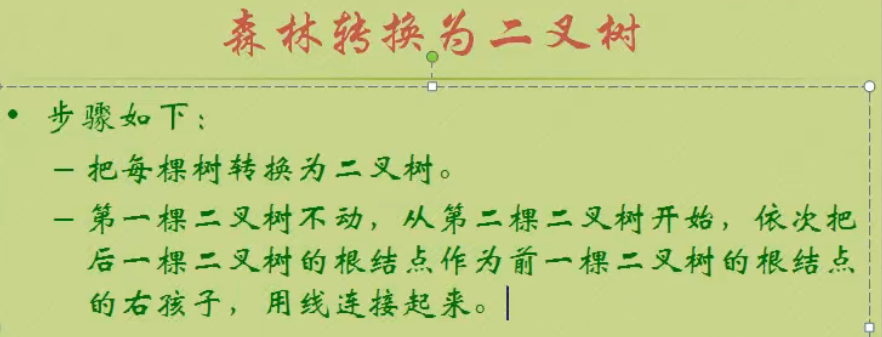 森林转换为二叉树
• 步骤如下：
– 把每棵树转换为二叉树。
– 第一棵二叉树不动，从第二棵二叉树开始，依次把
后一棵二叉树的根结点作为前一棵二叉树的根结点
的右孩子，用线连接起来。